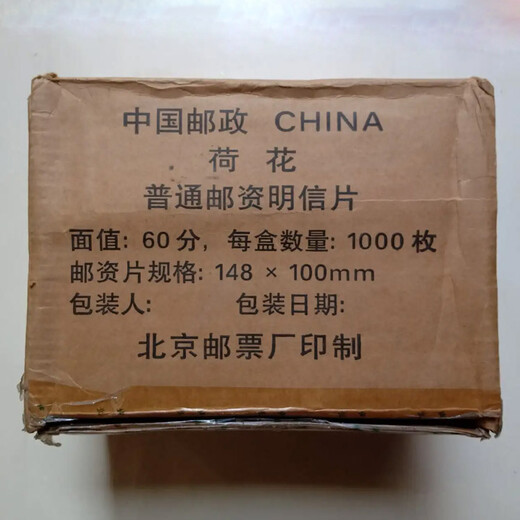 中国邮政 CHINA
荷 花
普通邮资明信片
面值: 60分, 每盒数量: 1000枚
邮资片规格: 148 × 100mm
包装人: 包装日期:
北京邮票厂印制